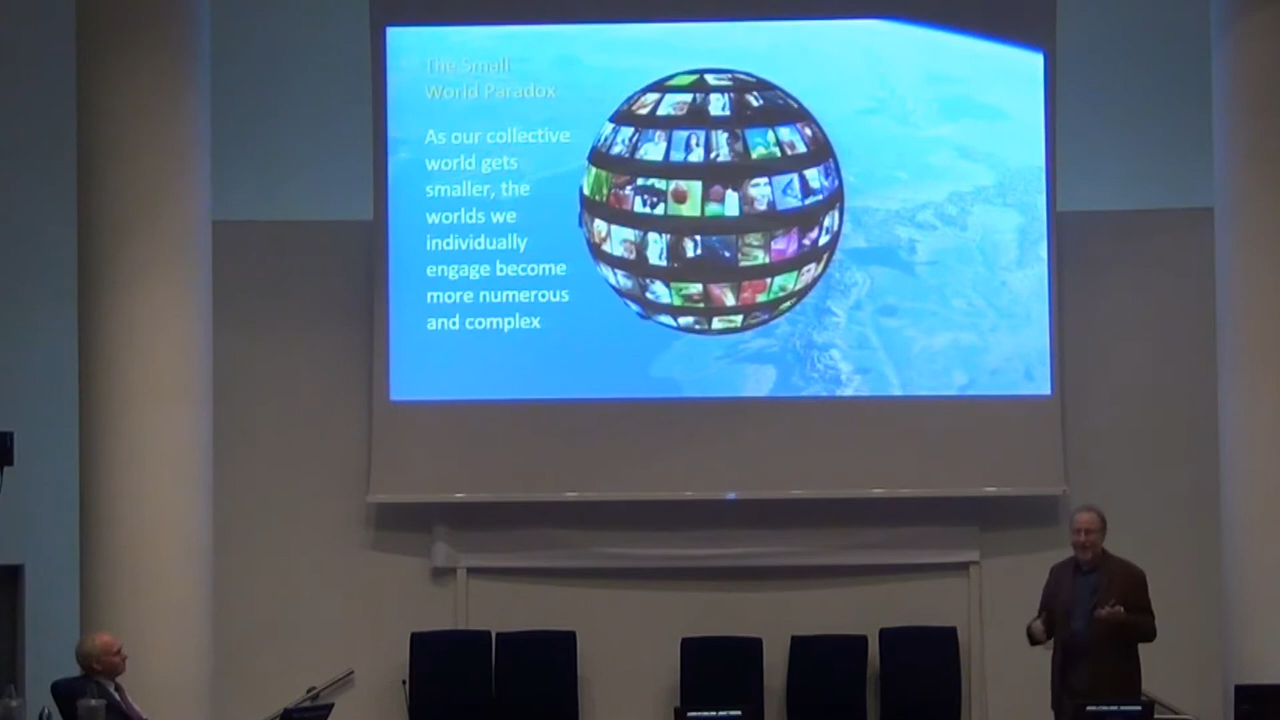 The Small
World Paradox
As our collective
world gets
smaller, the
worlds we
individually
engage become
more numerous
and complex